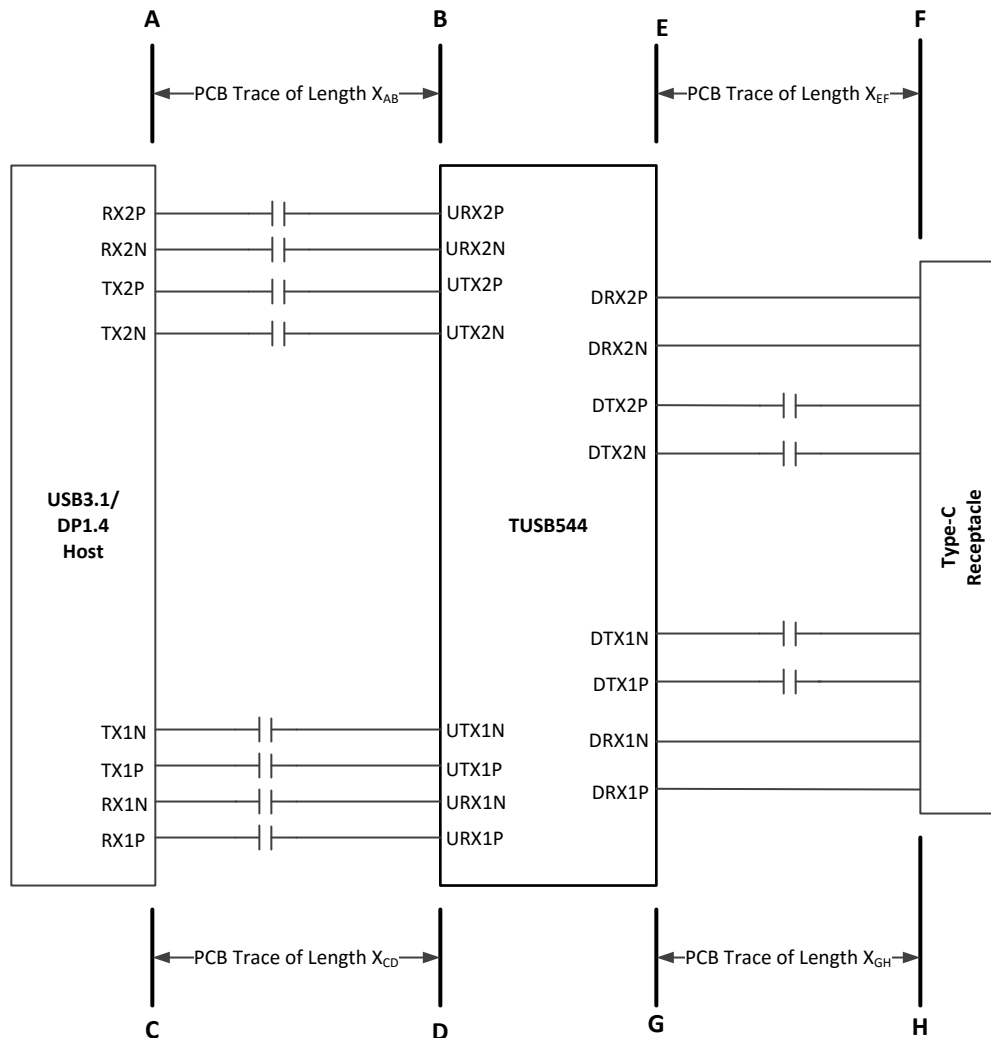 A
B
E
F
PCB Trace of Length XAB
PCB Trace of Length XEF
RX2P
RX2N
TX2P
TX2N
URX2P
URX2N
UTX2P
UTX2N
DRX2P
DRX2N
DTX2P
DTX2N
USB3.1/
DP1.4
Host
TUSB544
Type-C
Receptacle
DTX1N
DTX1P
DRX1N
DRX1P
TX1N
TX1P
RX1N
RX1P
UTX1N
UTX1P
URX1N
URX1P
PCB Trace of Length XCD
PCB Trace of Length XGH
C
D
G
H